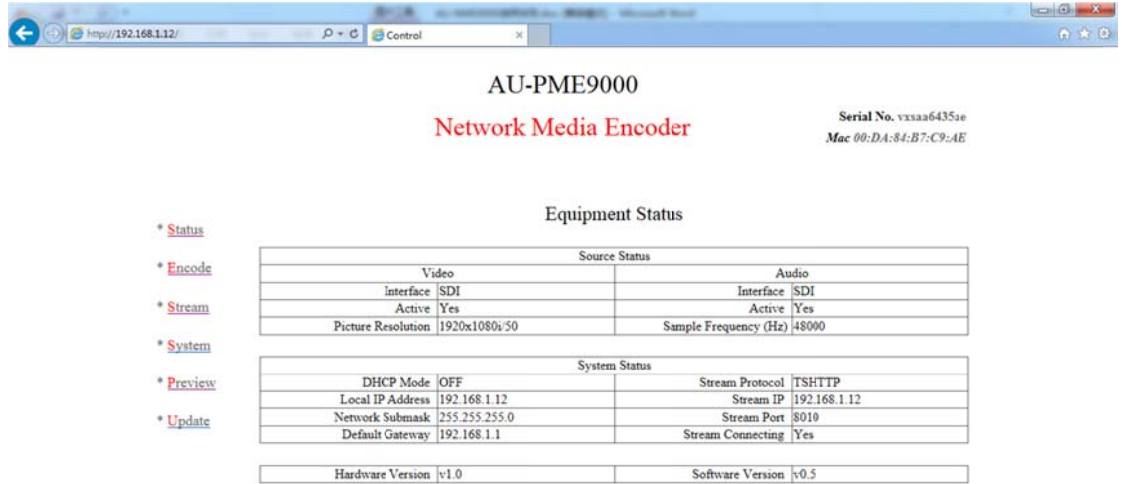 http://192.168.1.12/
Control
AU-PME9000
Network Media Encoder
Serial No. vxsaa6435ae
Mac 00:DA:84:B7:C9:AE
Equipment Status
* Status
* Encode
* Stream
* System
* Preview
* Update
Source Status
Video Audio
Interface SDI Interface SDI
Active Yes Active Yes
Picture Resolution 1920x1080i/50 Sample Frequency (Hz) 48000
System Status
DHCP Mode OFF Stream Protocol TSHTTP
Local IP Address 192.168.1.12 Stream IP 192.168.1.12
Network Submask 255.255.255.0 Stream Port 8010
Default Gateway 192.168.1.1 Stream Connecting Yes
Hardware Version v1.0 Software Version v0.5